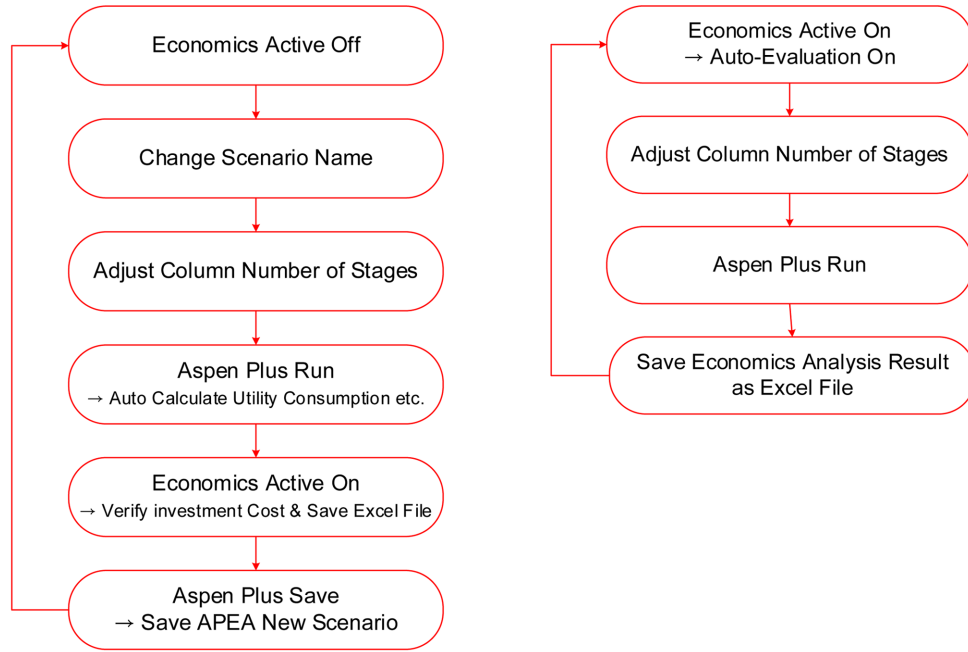 Economics Active Off
Change Scenario Name
Adjust Column Number of Stages
Aspen Plus Run
→ Auto Calculate Utility Consumption etc.
Economics Active On
→ Verify investment Cost & Save Excel File
Aspen Plus Save
→ Save APEA New Scenario
Economics Active On
→ Auto-Evaluation On
Adjust Column Number of Stages
Aspen Plus Run
Save Economics Analysis Result
as Excel File